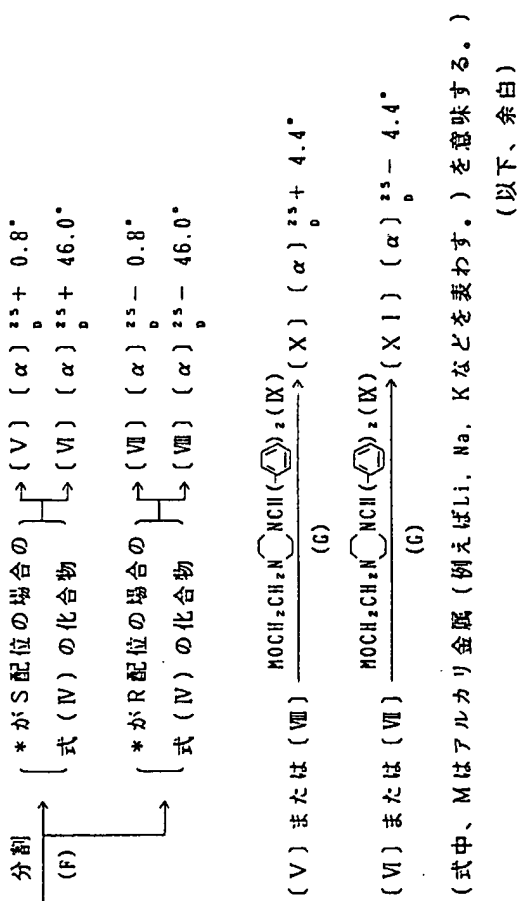 分割
(F)
*がS配位の場合の
式(Ⅳ)の化合物
(Ⅴ) (α)²⁵D + 0.8°
(Ⅵ) (α)²⁵D + 46.0°
*がR配位の場合の
式(Ⅳ)の化合物
(Ⅶ) (α)²⁵D − 0.8°
(Ⅷ) (α)²⁵D − 46.0°
(Ⅴ)または(Ⅷ)
MOCH₂CH₂N NCH( )₂(Ⅸ)
(G)
(X) (α)²⁵D + 4.4°
(Ⅵ)または(Ⅶ)
MOCH₂CH₂N NCH( )₂(Ⅸ)
(G)
(XI) (α)²⁵D − 4.4°
(式中、Mはアルカリ金属(例えばLi, Na, Kなどを表わす。)を意味する。)
(以下、余白)